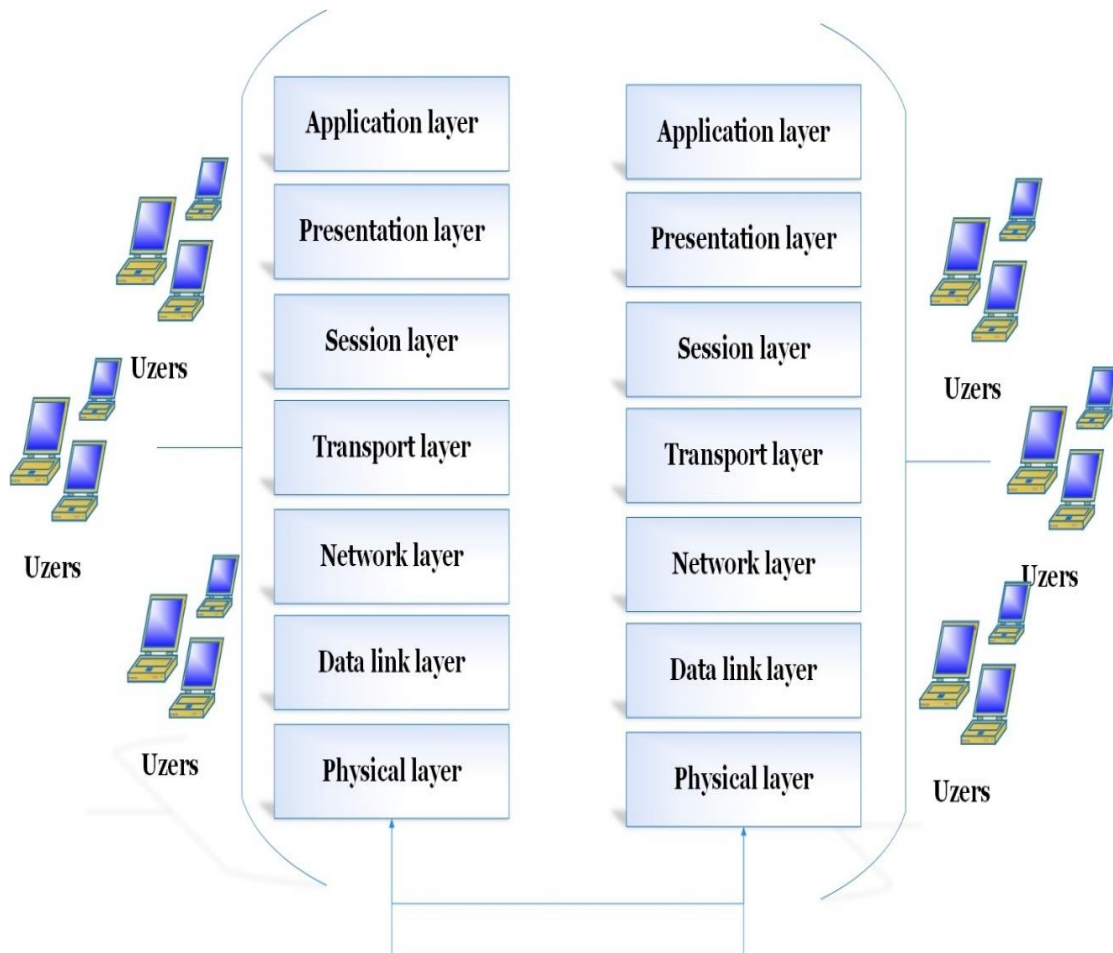 Application layer
Presentation layer
Session layer
Transport layer
Network layer
Data link layer
Physical layer
Application layer
Presentation layer
Session layer
Transport layer
Network layer
Data link layer
Physical layer
Uzers
Uzers
Uzers
Uzers
Uzers
Uzers